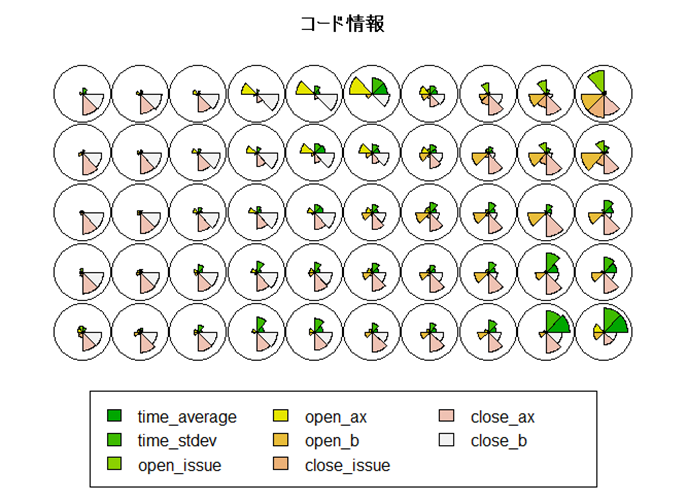 コード情報
time_average open_ax close_ax
time_stdev open_b close_b
open_issue close_issue